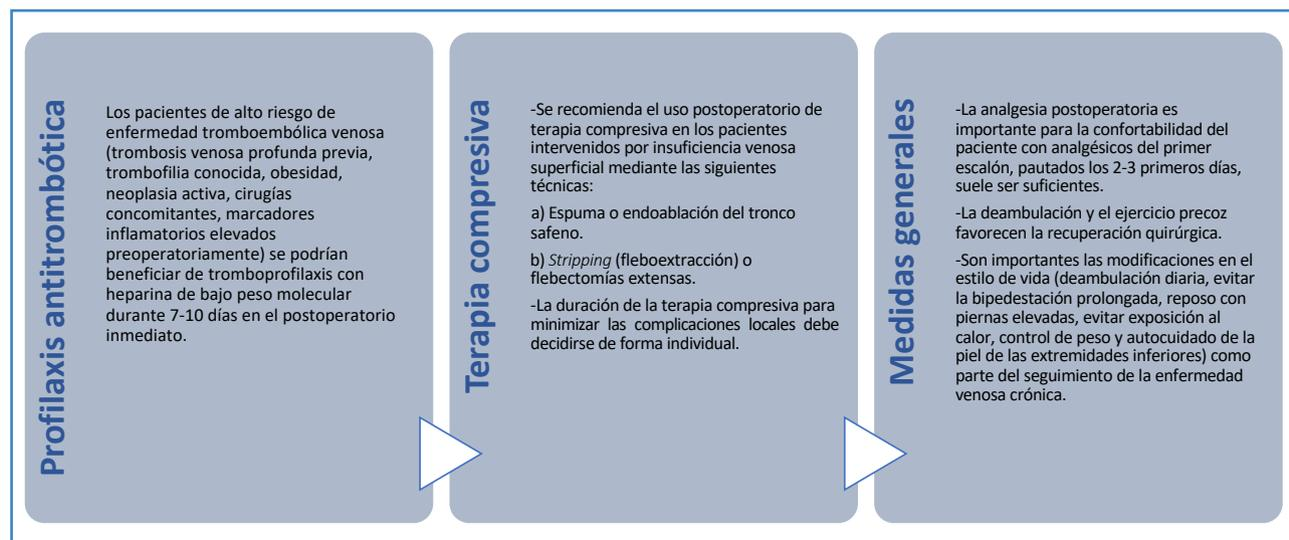 Profilaxis antitrombótica
Los pacientes de alto riesgo de
enfermedad tromboembólica venosa
(trombosis venosa profunda previa,
trombofilia conocida, obesidad,
neoplasia activa, cirugías
concomitantes, marcadores
inflamatorios elevados
preoperatoriamente) se podrían
beneficiar de tromboprofilaxis con
heparina de bajo peso molecular
durante 7-10 días en el postoperatorio
inmediato.
Terapia compresiva
-Se recomienda el uso postoperatorio de
terapia compresiva en los pacientes
intervenidos por insuficiencia venosa
superficial mediante las siguientes
técnicas:
a) Espuma o endoablación del tronco
safeno.
b) Stripping (fleboextracción) o
flebectomías extensas.
-La duración de la terapia compresiva para
minimizar las complicaciones locales debe
decidirse de forma individual.
Medidas generales
-La analgesia postoperatoria es
importante para la confortabilidad del
paciente con analgésicos del primer
escalón, pautados los 2-3 primeros días,
suele ser suficientes.
-La deambulación y el ejercicio precoz
favorecen la recuperación quirúrgica.
-Son importantes las modificaciones en el
estilo de vida (deambulación diaria, evitar
la bipedestación prolongada, reposo con
piernas elevadas, evitar exposición al
calor, control de peso y autocuidado de la
piel de las extremidades inferiores) como
parte del seguimiento de la enfermedad
venosa crónica.